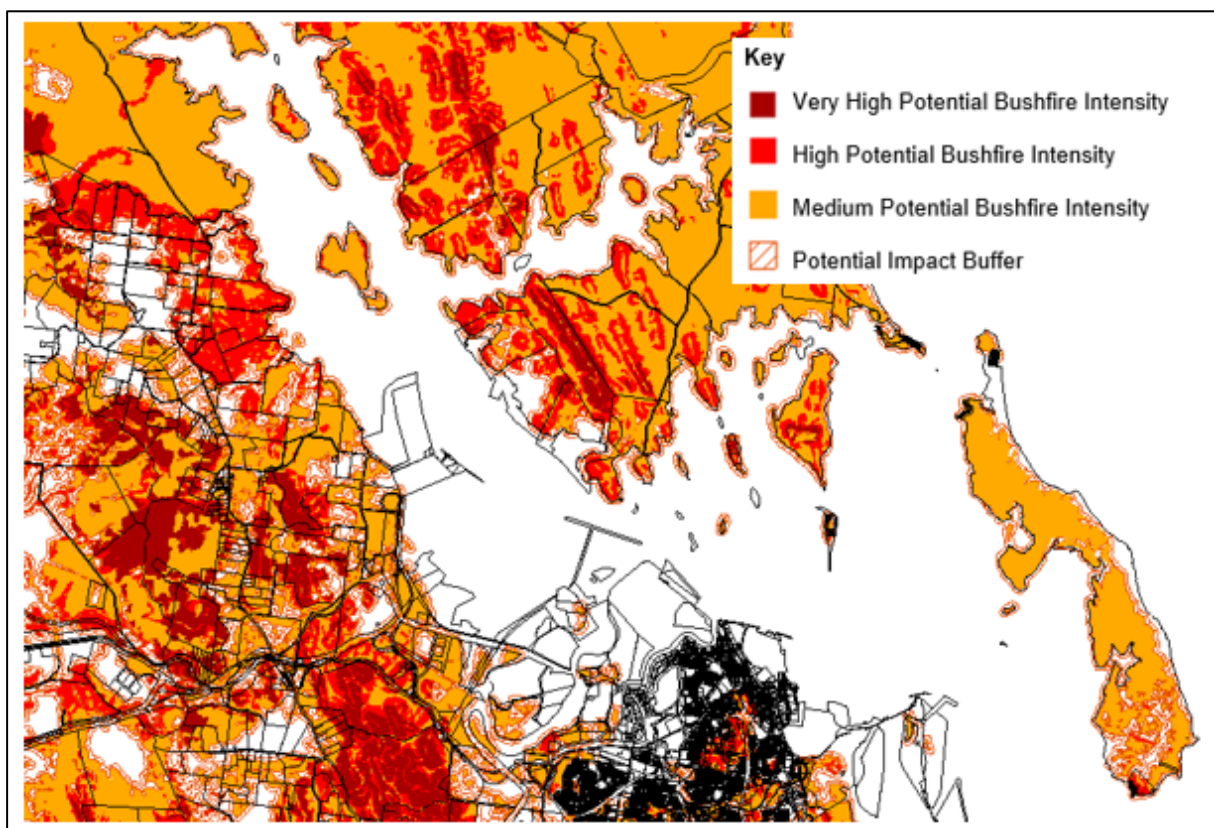 Key
Very High Potential Bushfire Intensity
High Potential Bushfire Intensity
Medium Potential Bushfire Intensity
Potential Impact Buffer